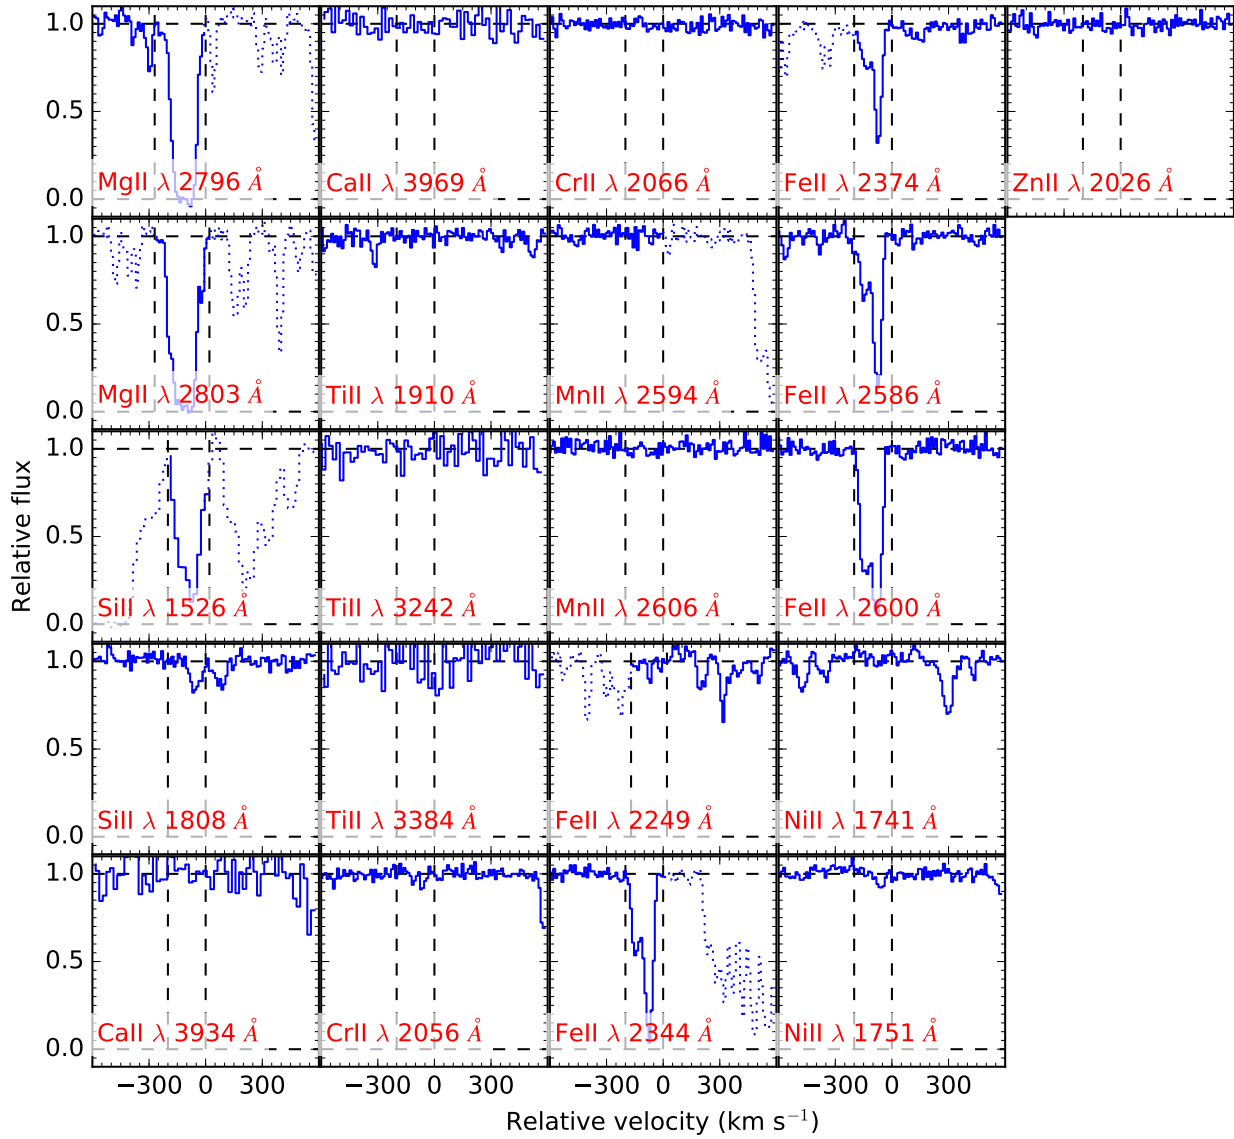 1.0
0.5
0.0
MgII λ 2796 Å
CaII λ 3969 Å
CrII λ 2066 Å
FeII λ 2374 Å
ZnII λ 2026 Å
1.0
0.5
0.0
MgII λ 2803 Å
TiII λ 1910 Å
MnII λ 2594 Å
FeII λ 2586 Å
Relative flux
1.0
0.5
0.0
SiII λ 1526 Å
TiII λ 3242 Å
MnII λ 2606 Å
FeII λ 2600 Å
1.0
0.5
0.0
SiII λ 1808 Å
TiII λ 3384 Å
FeII λ 2249 Å
NiII λ 1741 Å
1.0
0.5
0.0
CaII λ 3934 Å
CrII λ 2056 Å
FeII λ 2344 Å
NiII λ 1751 Å
−300 0 300 −300 0 300 −300 0 300 −300 0 300
Relative velocity (km s⁻¹)